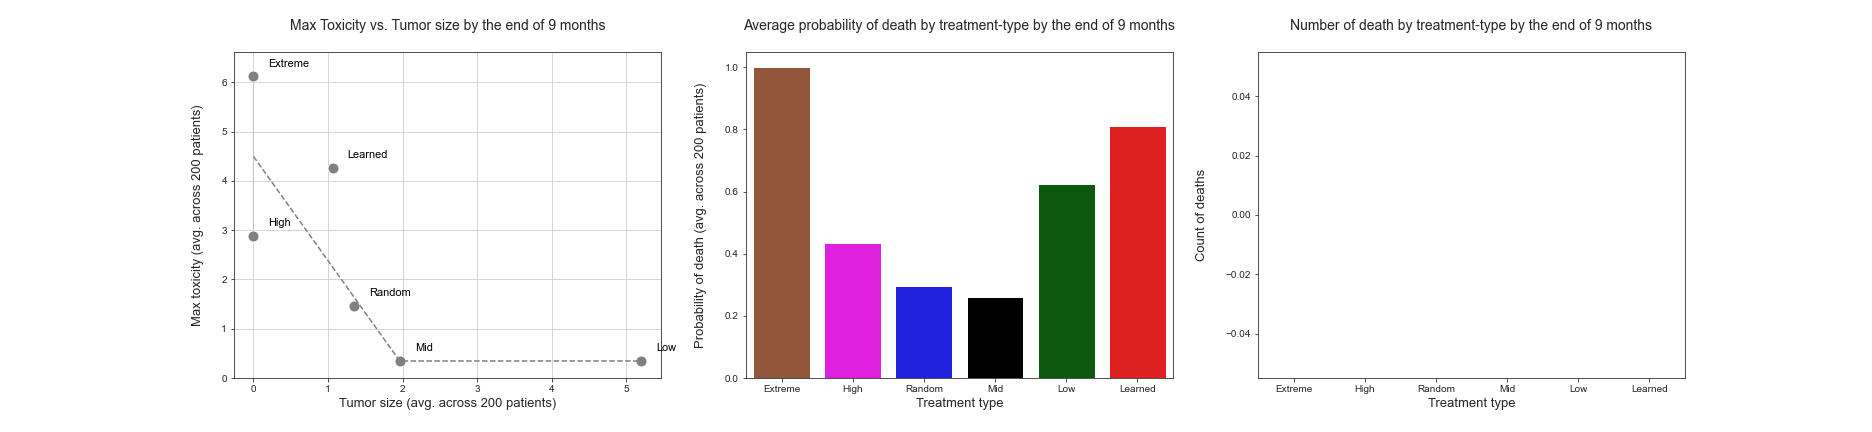 Max Toxicity vs. Tumor size by the end of 9 months
Max toxicity (avg. across 200 patients)
6
5
4
3
2
1
0
Extreme
Learned
High
Random
Mid
Low
0 1 2 3 4 5
Tumor size (avg. across 200 patients)
Average probability of death by treatment-type by the end of 9 months
Probability of death (avg. across 200 patients)
1.0
0.8
0.6
0.4
0.2
0.0
Extreme High Random Mid Low Learned
Treatment type
Number of death by treatment-type by the end of 9 months
Count of deaths
0.04
0.02
0.00
−0.02
−0.04
Extreme High Random Mid Low Learned
Treatment type